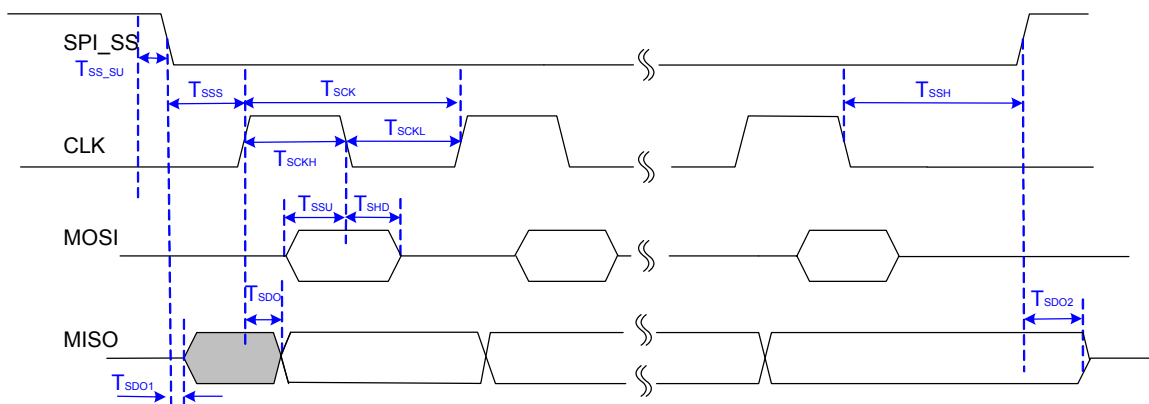 SPI_SS
TSS_SU
TSSS
TSCK
TSSH
CLK
TSCKH
TSCKL
TSSU
TSHD
MOSI
TSDO
TSDO2
MISO
TSDO1